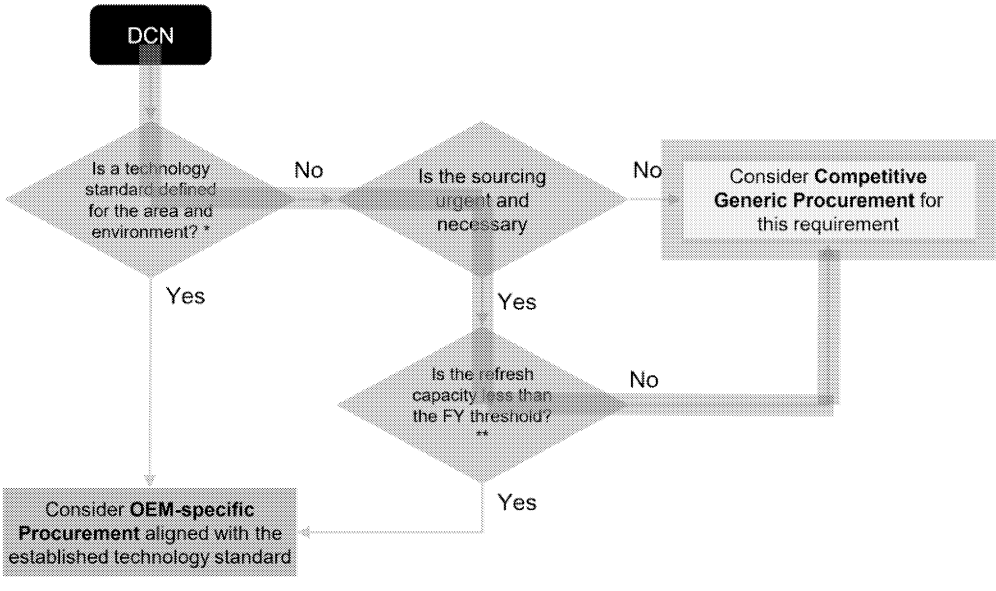 DCN
Is a technology
standard defined
for the area and
environment? *
No
Is the sourcing
urgent and
necessary
No
Consider Competitive
Generic Procurement for
this requirement
Yes
Yes
Is the refresh
capacity less than
the FY threshold?
**
No
Yes
Consider OEM-specific
Procurement aligned with the
established technology standard